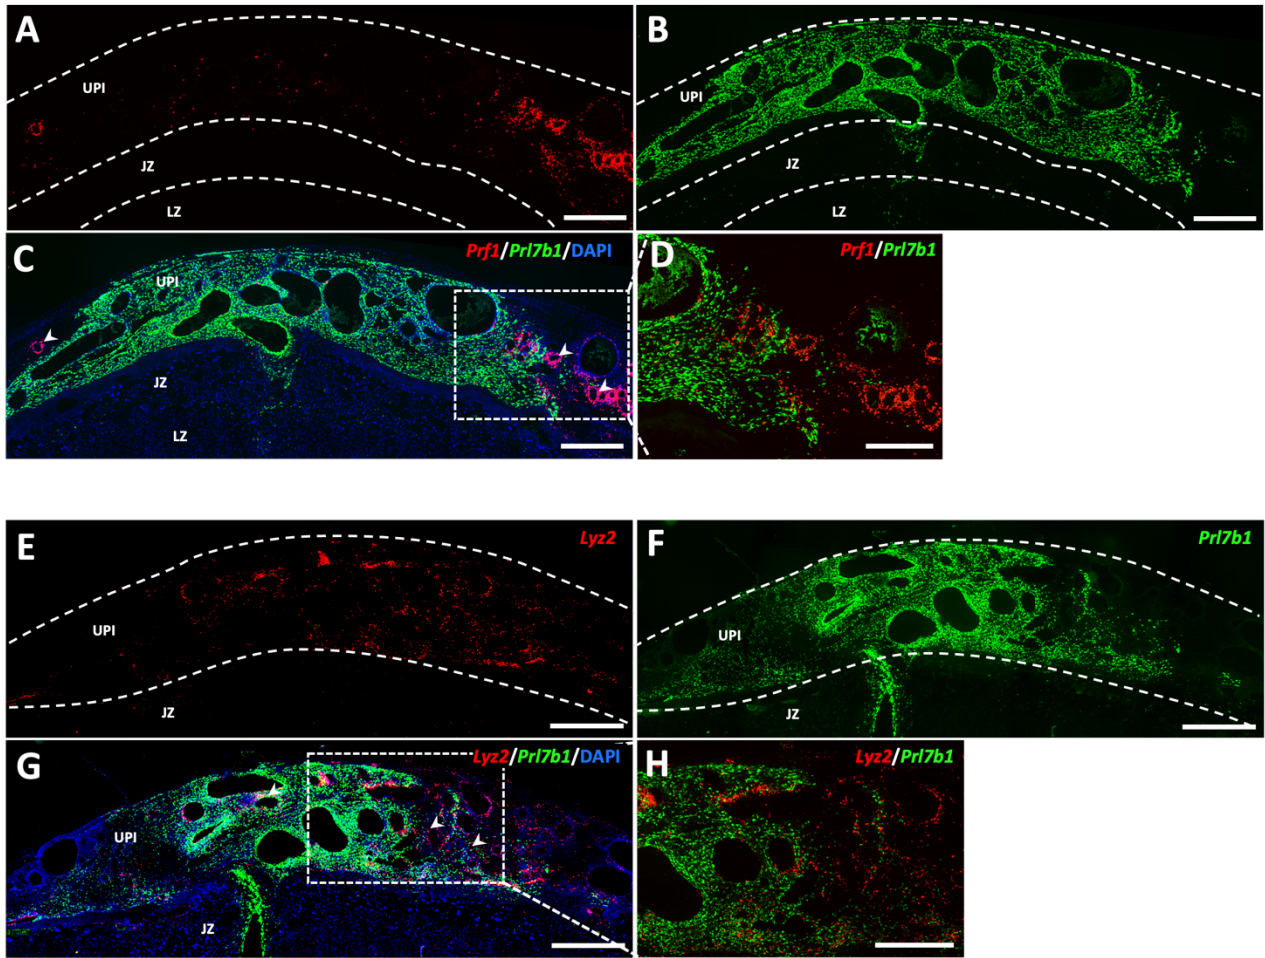 A
UPI
JZ
LZ
B
UPI
JZ
LZ
C
Prf1/Prl7b1/DAPI
UPI
JZ
LZ
D
Prf1/Prl7b1
E
Lyz2
UPI
JZ
F
Prl7b1
UPI
JZ
G
Lyz2/Prl7b1/DAPI
UPI
JZ
H
Lyz2/Prl7b1